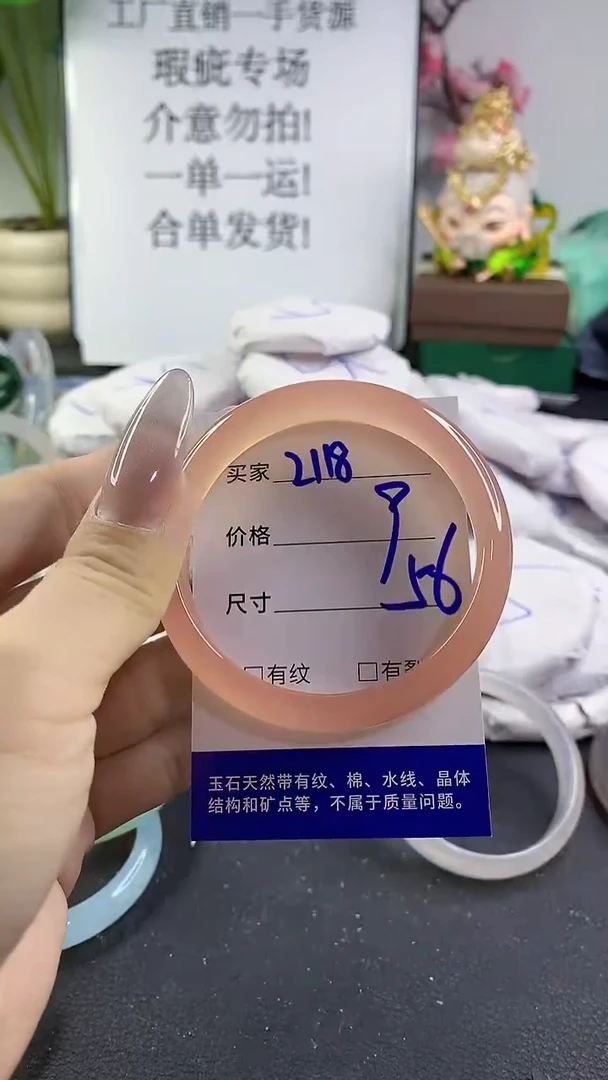 工厂直销一手货源
瑕疵专场
介意勿拍!
一单一运!
合单发货!
买家 2118
价格
尺寸 56
□有纹 □有裂
玉石天然带有纹、棉、水线、晶体
结构和矿点等，不属于质量问题。